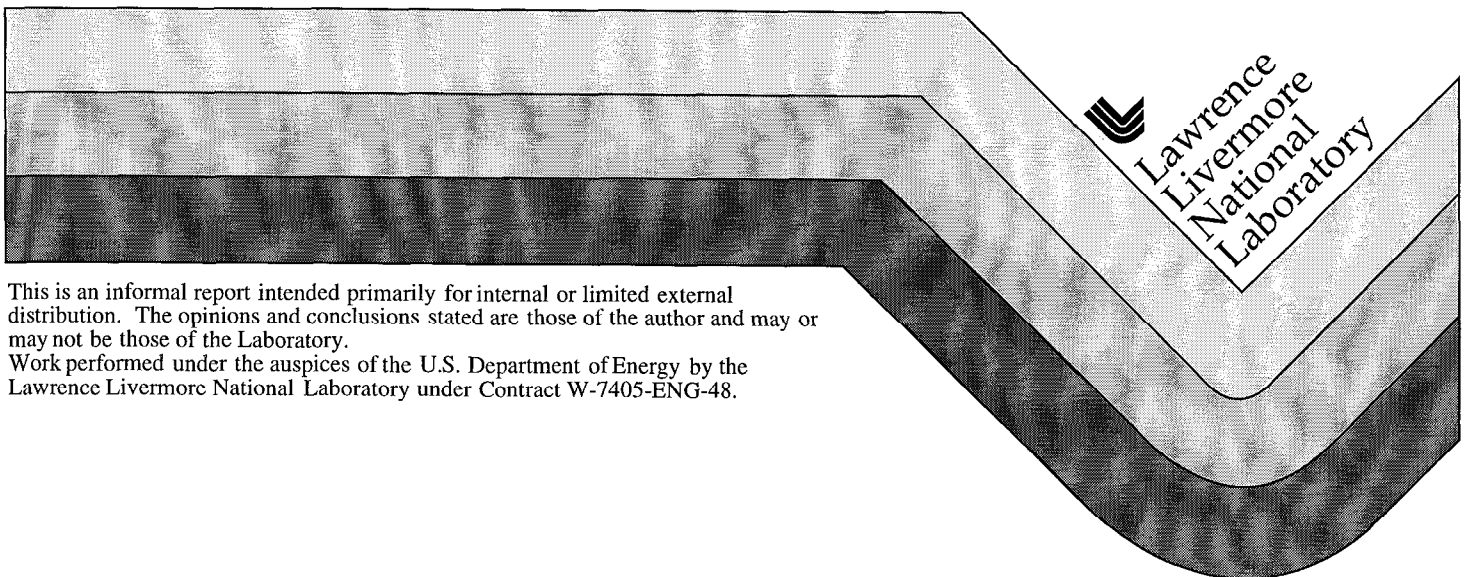 Lawrence
Livermore
National
Laboratory
This is an informal report intended primarily for internal or limited external
distribution. The opinions and conclusions stated are those of the author and may or
may not be those of the Laboratory.
Work performed under the auspices of the U.S. Department of Energy by the
Lawrence Livermore National Laboratory under Contract W-7405-ENG-48.